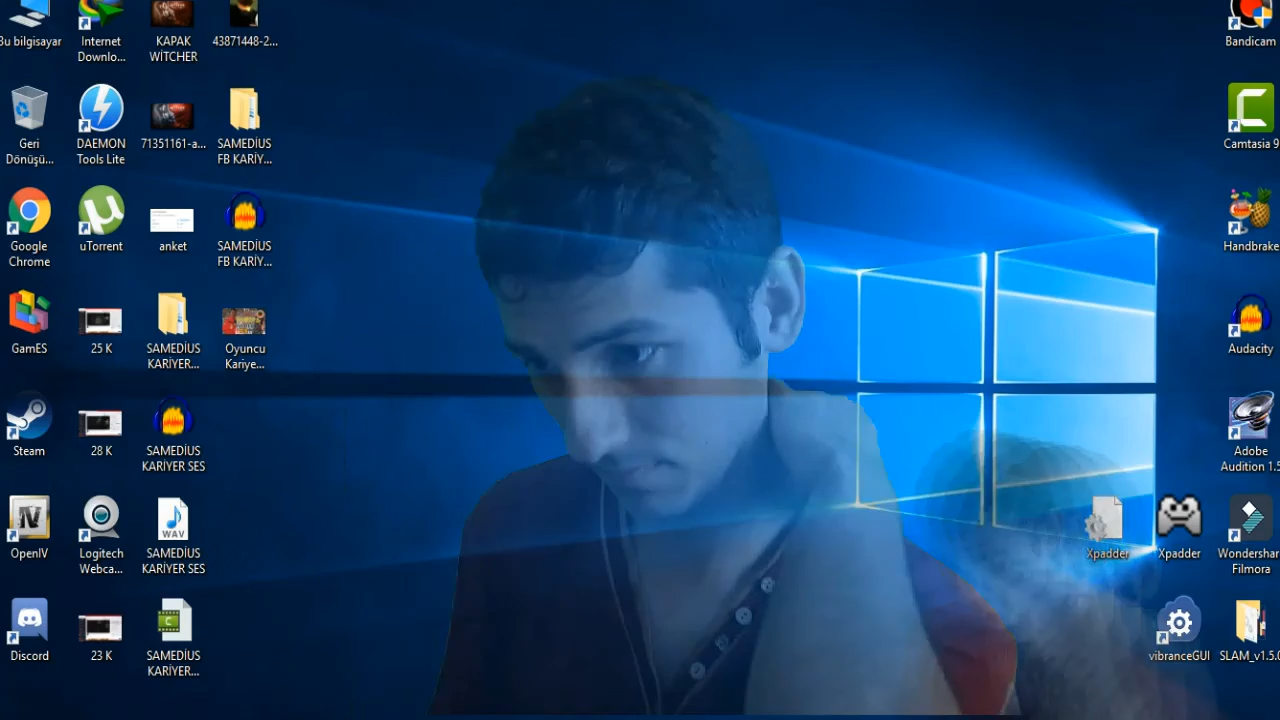 Bu bilgisayar
Internet
Downlo...
KAPAK
WİTCHER
43871448-2...
Bandicam
Geri
Dönüşü...
DAEMON
Tools Lite
71351161-a...
SAMEDİUS
FB KARİY...
Camtasia 9
Google
Chrome
uTorrent
anket
SAMEDİUS
FB KARİY...
Handbrake
GamES
25 K
SAMEDİUS
KARİYER...
Oyuncu
Kariye...
Audacity
Steam
28 K
SAMEDİUS
KARİYER SES
Adobe
Audition 1.5
OpenIV
Logitech
Webca...
WAV
SAMEDİUS
KARİYER SES
Xpadder
Xpadder
Wondershar
Filmora
Discord
23 K
SAMEDİUS
KARİYER...
vibranceGUI
SLAM_v1.5.0